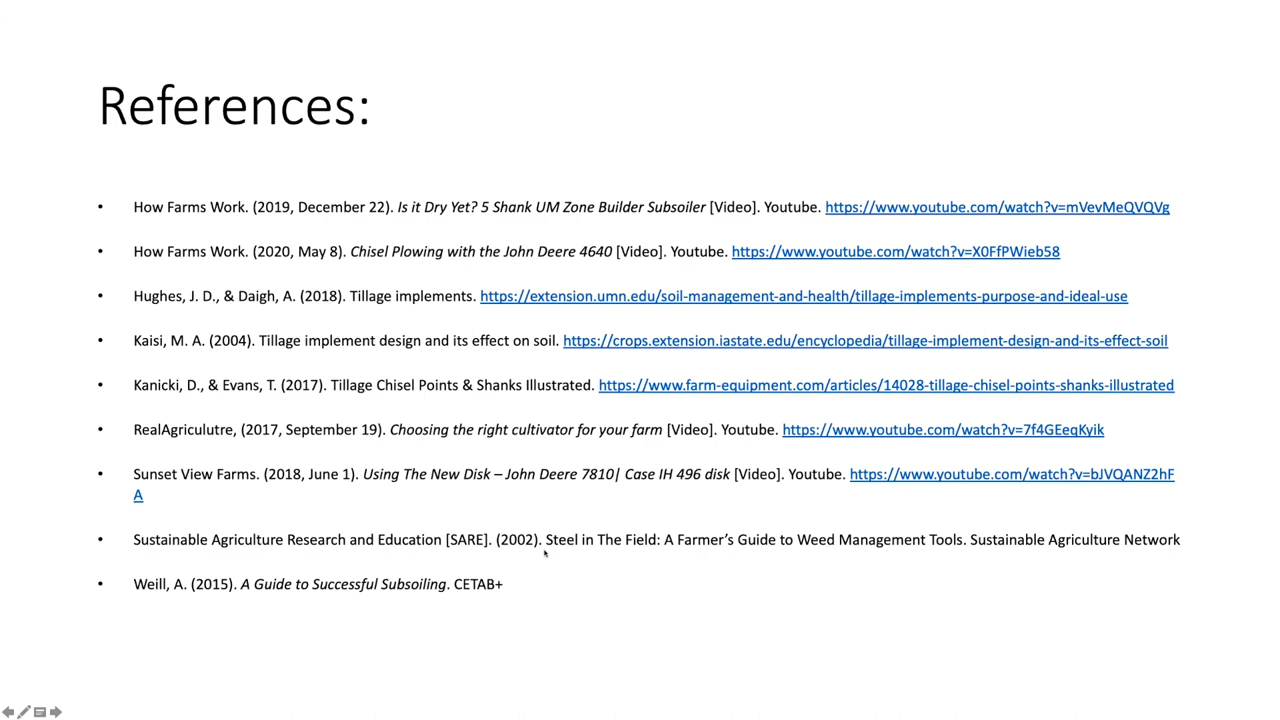 References:
• How Farms Work. (2019, December 22). Is it Dry Yet? 5 Shank UM Zone Builder Subsoiler [Video]. Youtube. https://www.youtube.com/watch?v=mVevMeQVQVg
• How Farms Work. (2020, May 8). Chisel Plowing with the John Deere 4640 [Video]. Youtube. https://www.youtube.com/watch?v=X0FfPWieb58
• Hughes, J. D., & Daigh, A. (2018). Tillage implements. https://extension.umn.edu/soil-management-and-health/tillage-implements-purpose-and-ideal-use
• Kaisi, M. A. (2004). Tillage implement design and its effect on soil. https://crops.extension.iastate.edu/encyclopedia/tillage-implement-design-and-its-effect-soil
• Kanicki, D., & Evans, T. (2017). Tillage Chisel Points & Shanks Illustrated. https://www.farm-equipment.com/articles/14028-tillage-chisel-points-shanks-illustrated
• RealAgriculutre, (2017, September 19). Choosing the right cultivator for your farm [Video]. Youtube. https://www.youtube.com/watch?v=7f4GEeqKyik
• Sunset View Farms. (2018, June 1). Using The New Disk – John Deere 7810| Case IH 496 disk [Video]. Youtube. https://www.youtube.com/watch?v=bJVQANZ2hF
A
• Sustainable Agriculture Research and Education [SARE]. (2002). Steel in The Field: A Farmer’s Guide to Weed Management Tools. Sustainable Agriculture Network
• Weill, A. (2015). A Guide to Successful Subsoiling. CETAB+